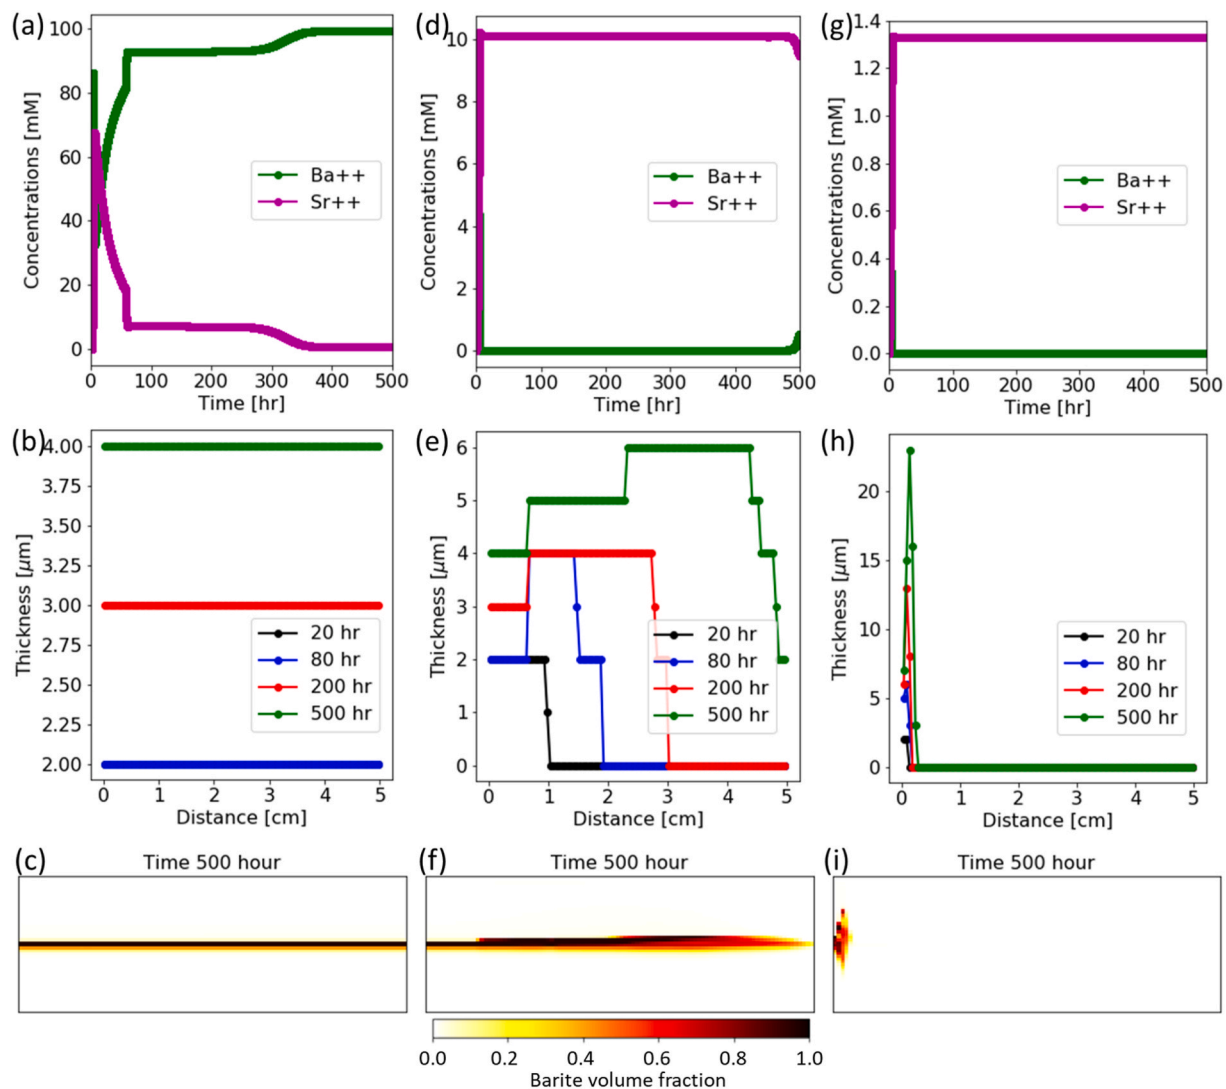 (a)
100
80
60
40
20
0
Concentrations [mM]
Ba++
Sr++
0 100 200 300 400 500
Time [hr]
(d)
10
8
6
4
2
0
Concentrations [mM]
Ba++
Sr++
0 100 200 300 400 500
Time [hr]
(g)
1.4
1.2
1.0
0.8
0.6
0.4
0.2
0.0
Concentrations [mM]
Ba++
Sr++
0 100 200 300 400 500
Time [hr]
(b)
4.00
3.75
3.50
3.25
3.00
2.75
2.50
2.25
2.00
Thickness [μm]
20 hr
80 hr
200 hr
500 hr
0 1 2 3 4 5
Distance [cm]
(e)
6
5
4
3
2
1
0
Thickness [μm]
20 hr
80 hr
200 hr
500 hr
0 1 2 3 4 5
Distance [cm]
(h)
20
15
10
5
0
Thickness [μm]
20 hr
80 hr
200 hr
500 hr
0 1 2 3 4 5
Distance [cm]
(c)
Time 500 hour
(f)
Time 500 hour
(i)
Time 500 hour
0.0 0.2 0.4 0.6 0.8 1.0
Barite volume fraction